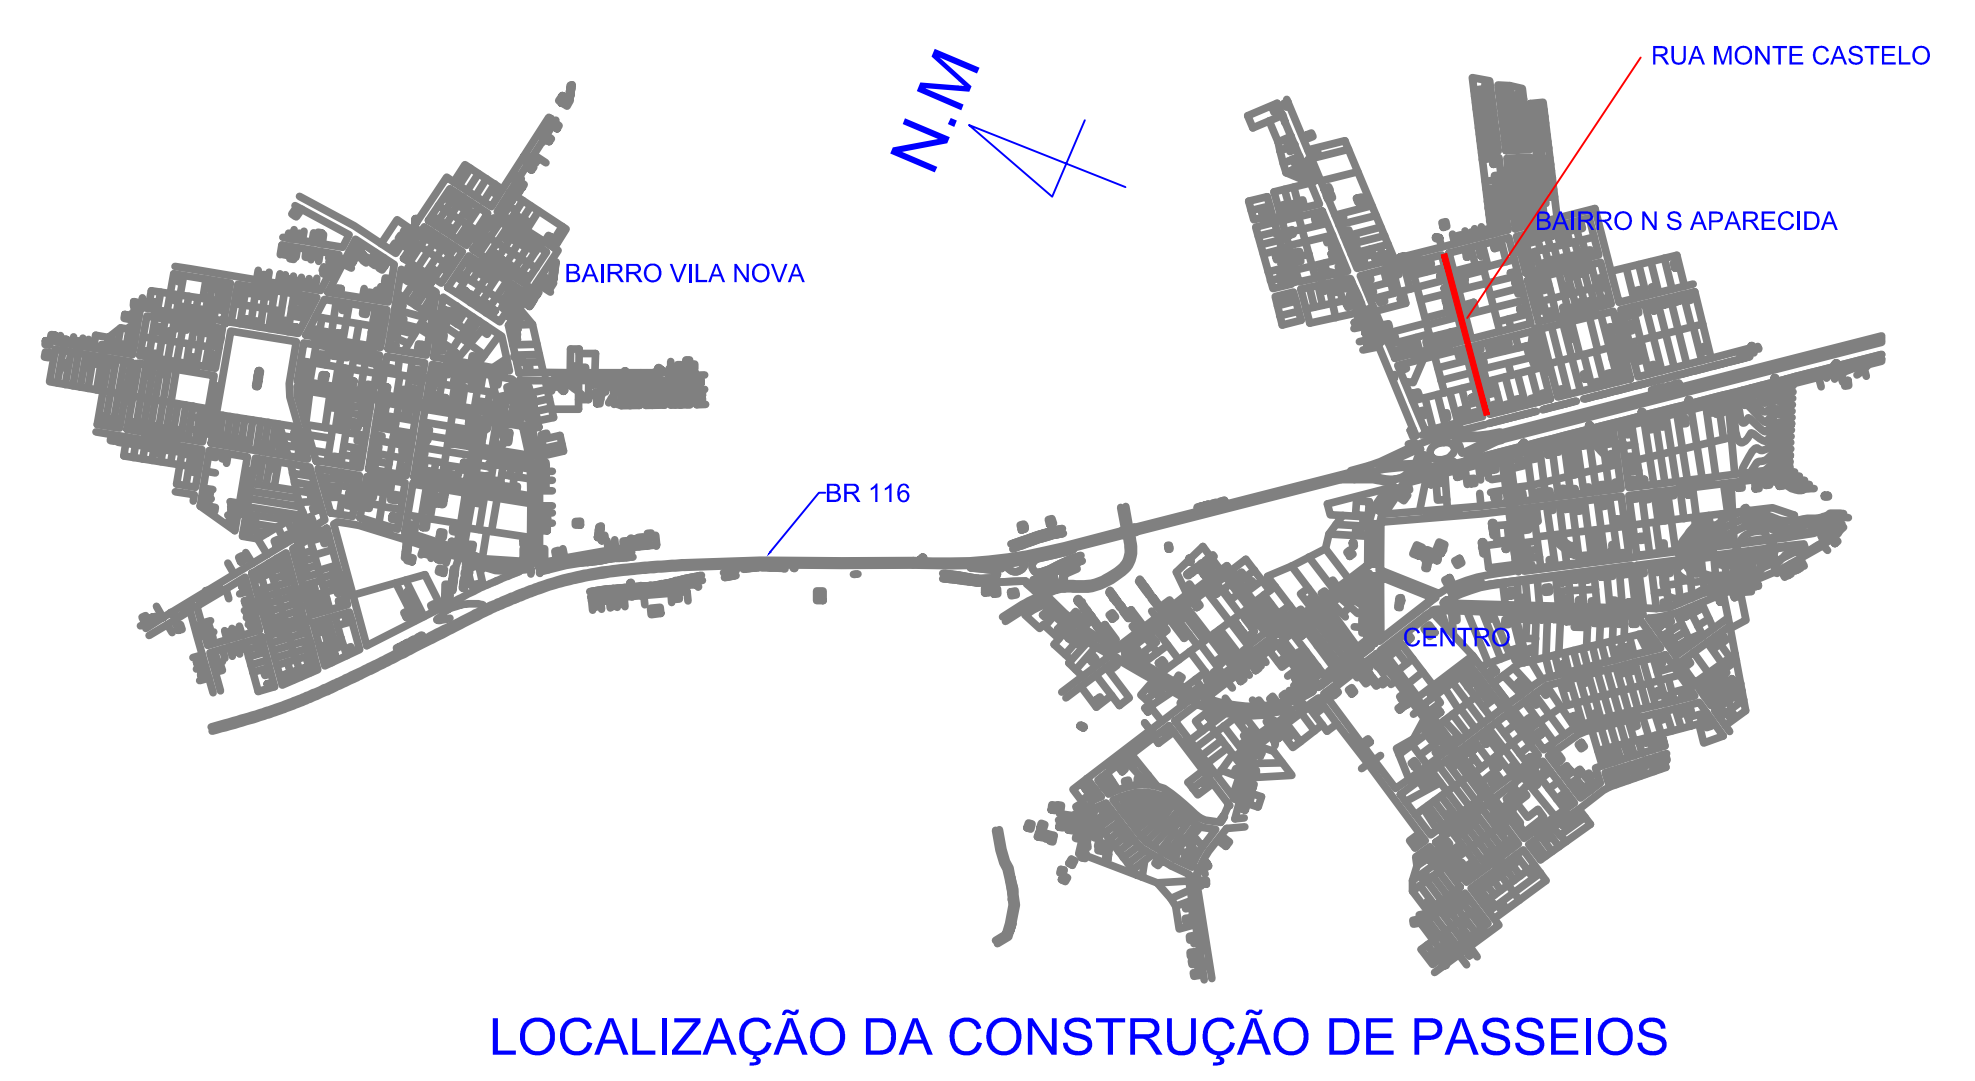 RUA MONTE CASTELO
N.M
BAIRRO N S APARECIDA
BAIRRO VILA NOVA
BR 116
CENTRO
LOCALIZAÇÃO DA CONSTRUÇÃO DE PASSEIOS